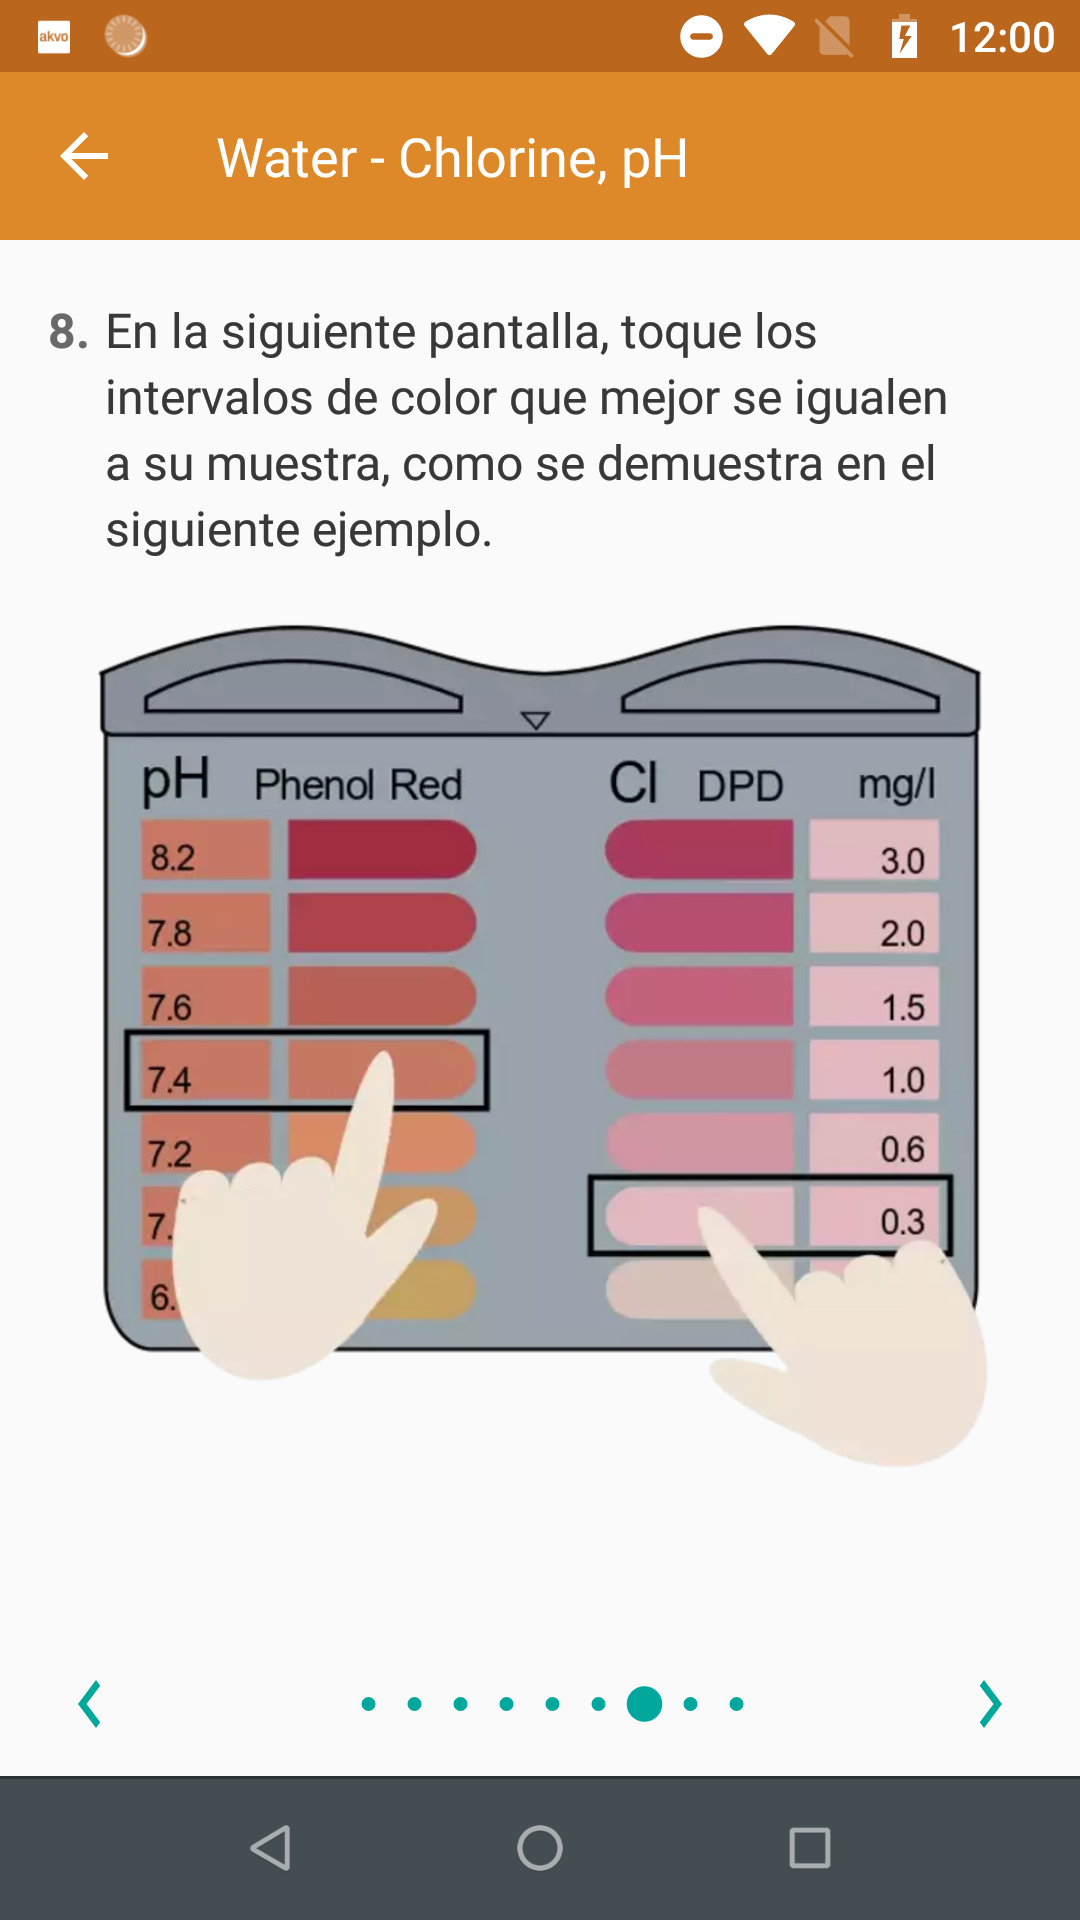 akvo
12:00
Water - Chlorine, pH
8. En la siguiente pantalla, toque los
intervalos de color que mejor se igualen
a su muestra, como se demuestra en el
siguiente ejemplo.
pH Phenol Red
8.2
7.8
7.6
7.4
7.2
7.
6.
Cl DPD mg/l
3.0
2.0
1.5
1.0
0.6
0.3